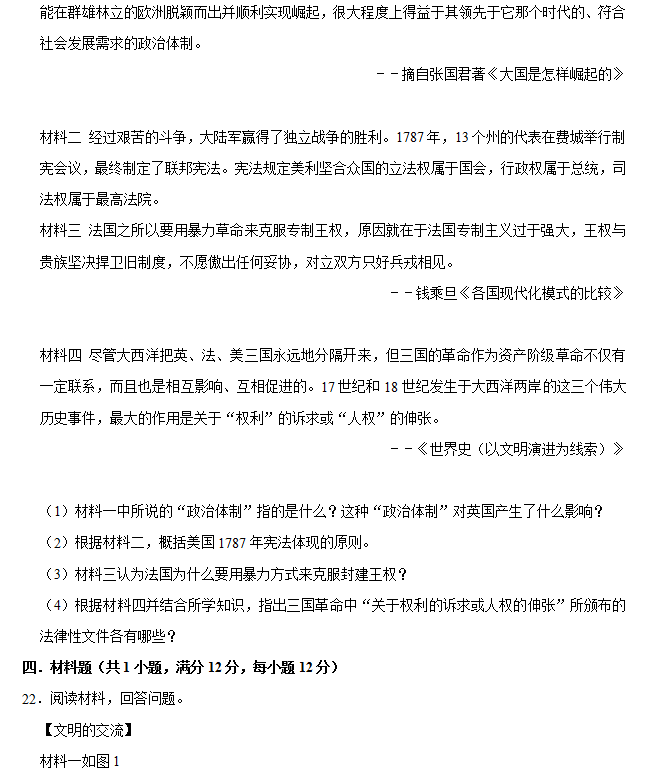 能在群雄林立的欧洲脱颖而出并顺利实现崛起，很大程度上得益于其领先于它那个时代的、符合
社会发展需求的政治体制。
－－摘自张国君著《大国是怎样崛起的》
材料二 经过艰苦的斗争，大陆军赢得了独立战争的胜利。1787年，13个州的代表在费城举行制
宪会议，最终制定了联邦宪法。宪法规定美利坚合众国的立法权属于国会，行政权属于总统，司
法权属于最高法院。
材料三 法国之所以要用暴力革命来克服专制王权，原因就在于法国专制主义过于强大，王权与
贵族坚决捍卫旧制度，不愿做出任何妥协，对立双方只好兵戎相见。
－－钱乘旦《各国现代化模式的比较》
材料四 尽管大西洋把英、法、美三国永远地分隔开来，但三国的革命作为资产阶级革命不仅有
一定联系，而且也是相互影响、互相促进的。17世纪和18世纪发生于大西洋两岸的这三个伟大
历史事件，最大的作用是关于“权利”的诉求或“人权”的伸张。
－－《世界史（以文明演进为线索）》
（1）材料一中所说的“政治体制”指的是什么？这种“政治体制”对英国产生了什么影响？
（2）根据材料二，概括美国1787年宪法体现的原则。
（3）材料三认为法国为什么要用暴力方式来克服封建王权？
（4）根据材料四并结合所学知识，指出三国革命中“关于权利的诉求或人权的伸张”所颁布的
法律性文件各有哪些？
四．材料题（共1小题，满分12分，每小题12分）
22．阅读材料，回答问题。
【文明的交流】
材料一如图1